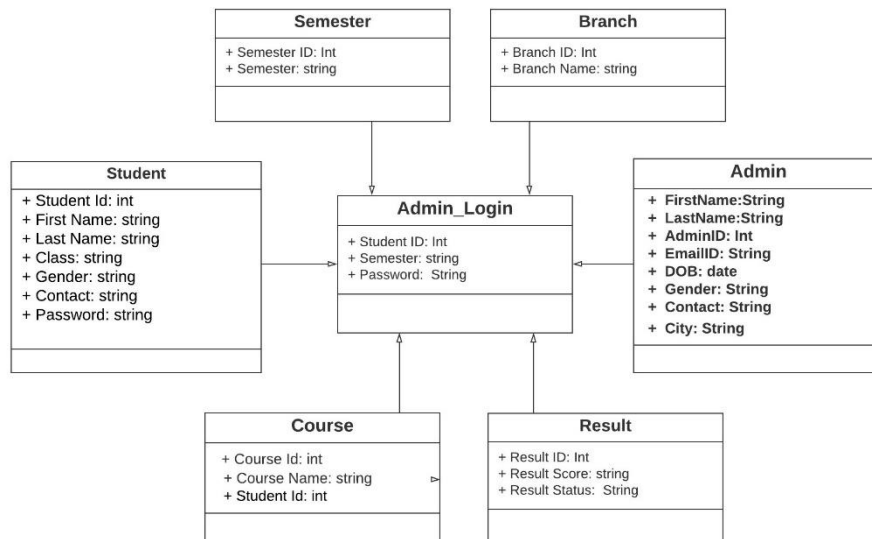 Semester
+ Semester ID: Int
+ Semester: string
Branch
+ Branch ID: Int
+ Branch Name: string
Student
+ Student Id: int
+ First Name: string
+ Last Name: string
+ Class: string
+ Gender: string
+ Contact: string
+ Password: string
Admin_Login
+ Student ID: Int
+ Semester: string
+ Password: String
Admin
+ FirstName:String
+ LastName:String
+ AdminID: Int
+ EmailID: String
+ DOB: date
+ Gender: String
+ Contact: String
+ City: String
Course
+ Course Id: int
+ Course Name: string
+ Student Id: int
Result
+ Result ID: Int
+ Result Score: string
+ Result Status: String